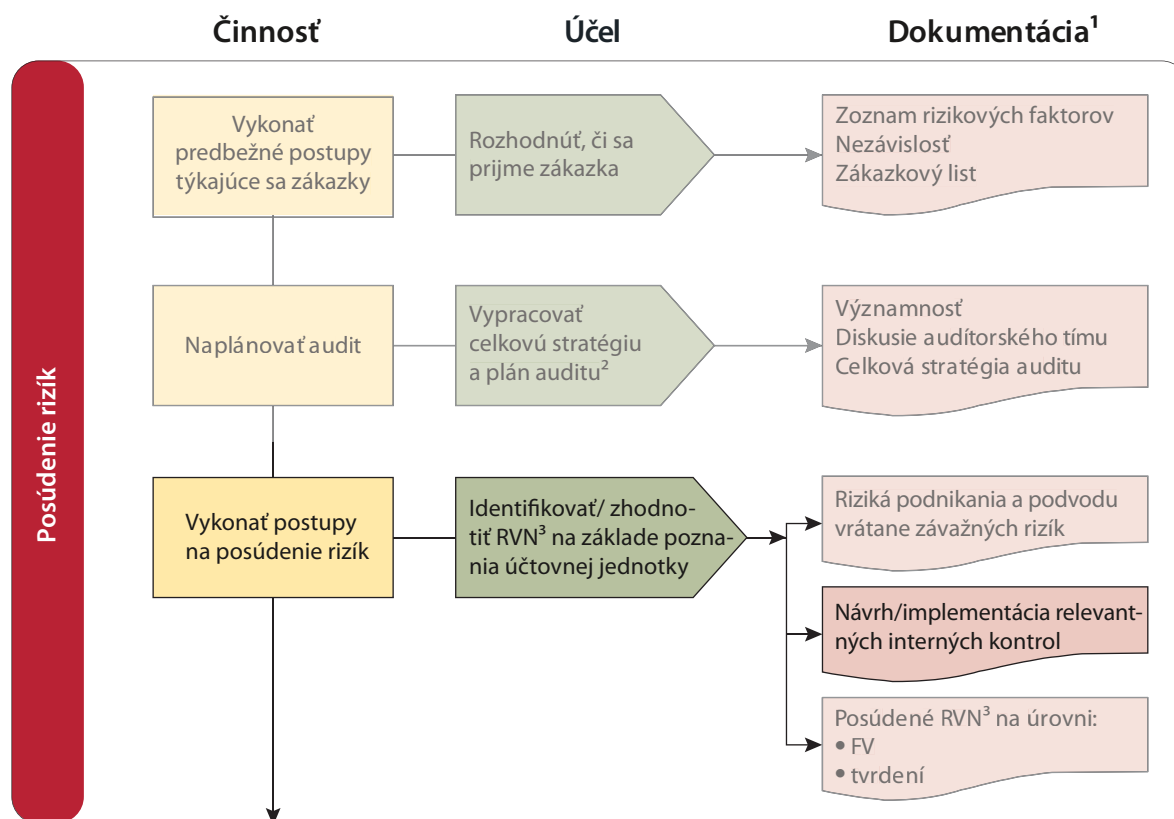 Činnosť
Účel
Dokumentácia¹
Posúdenie rizík
Vykonať
predbežné postupy
týkajúce sa zákazky
Rozhodnúť, či sa
prijme zákazka
Zoznam rizikových faktorov
Nezávislosť
Zákazkový list
Naplánovať audit
Vypracovať
celkovú stratégiu
a plán auditu²
Významnosť
Diskusie audítorského tímu
Celková stratégia auditu
Vykonať postupy
na posúdenie rizík
Identifikovať/ zhodno-
tiť RVN³ na základe pozna-
nia účtovnej jednotky
Riziká podnikania a podvodu
vrátane závažných rizík
Návrh/implementácia relevant-
ných interných kontrol
Posúdené RVN³ na úrovni:
• FV
• tvrdení